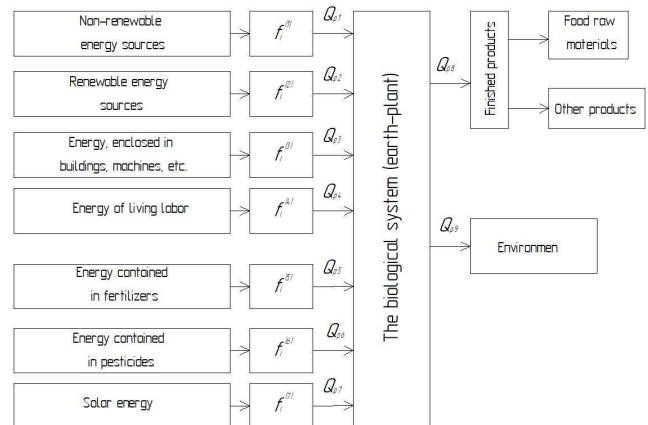 Non-renewable
energy sources
f_i^(1)
Q_p1
Renewable energy
sources
f_i^(2)
Q_p2
Energy, enclosed in
buildings, machines, etc.
f_i^(3)
Q_p3
Energy of living labor
f_i^(4)
Q_p4
Energy contained
in fertilizers
f_i^(5)
Q_p5
Energy contained
in pesticides
f_i^(6)
Q_p6
Solar energy
f_i^(7)
Q_p7
The biological system (earth-plant)
Q_p8
Finished products
Food raw
materials
Other products
Q_p9
Environmen